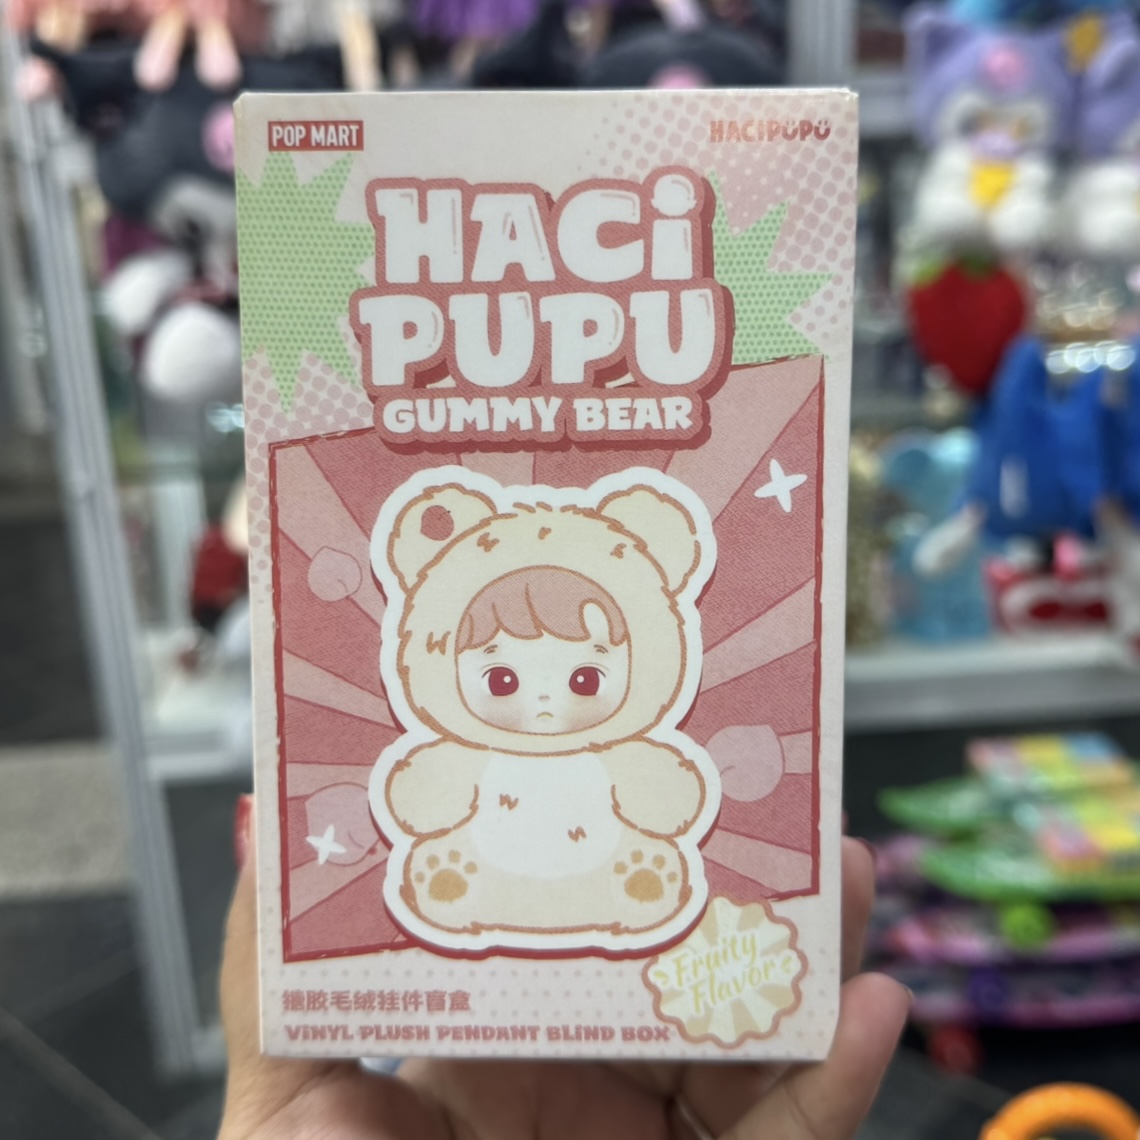 POP MART
HACIPUPU
HACI
PUPU
GUMMY BEAR
Fruity
Flavor
搪胶毛绒挂件盲盒
VINYL PLUSH PENDANT BLIND BOX